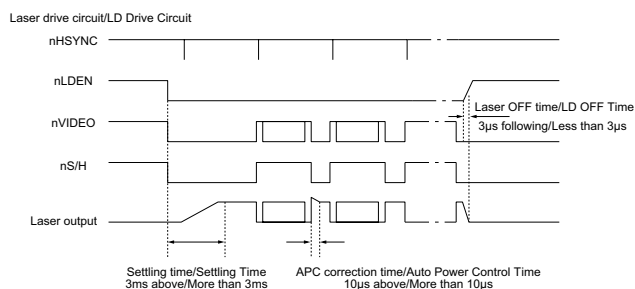 Laser drive circuit/LD Drive Circuit
nHSYNC
nLDEN
Laser OFF time/LD OFF Time
3µs following/Less than 3µs
nVIDEO
nS/H
Laser output
Settling time/Settling Time
3ms above/More than 3ms
APC correction time/Auto Power Control Time
10µs above/More than 10µs